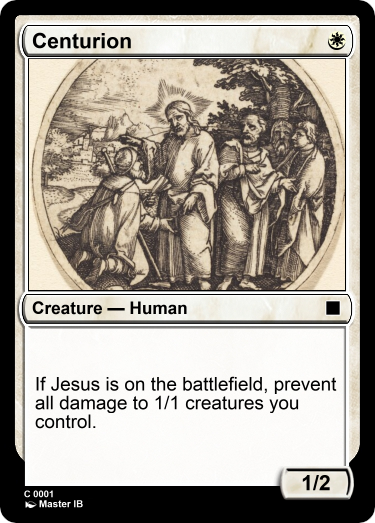 Centurion
Creature — Human
If Jesus is on the battlefield, prevent
all damage to 1/1 creatures you
control.
1/2
C 0001
Master IB